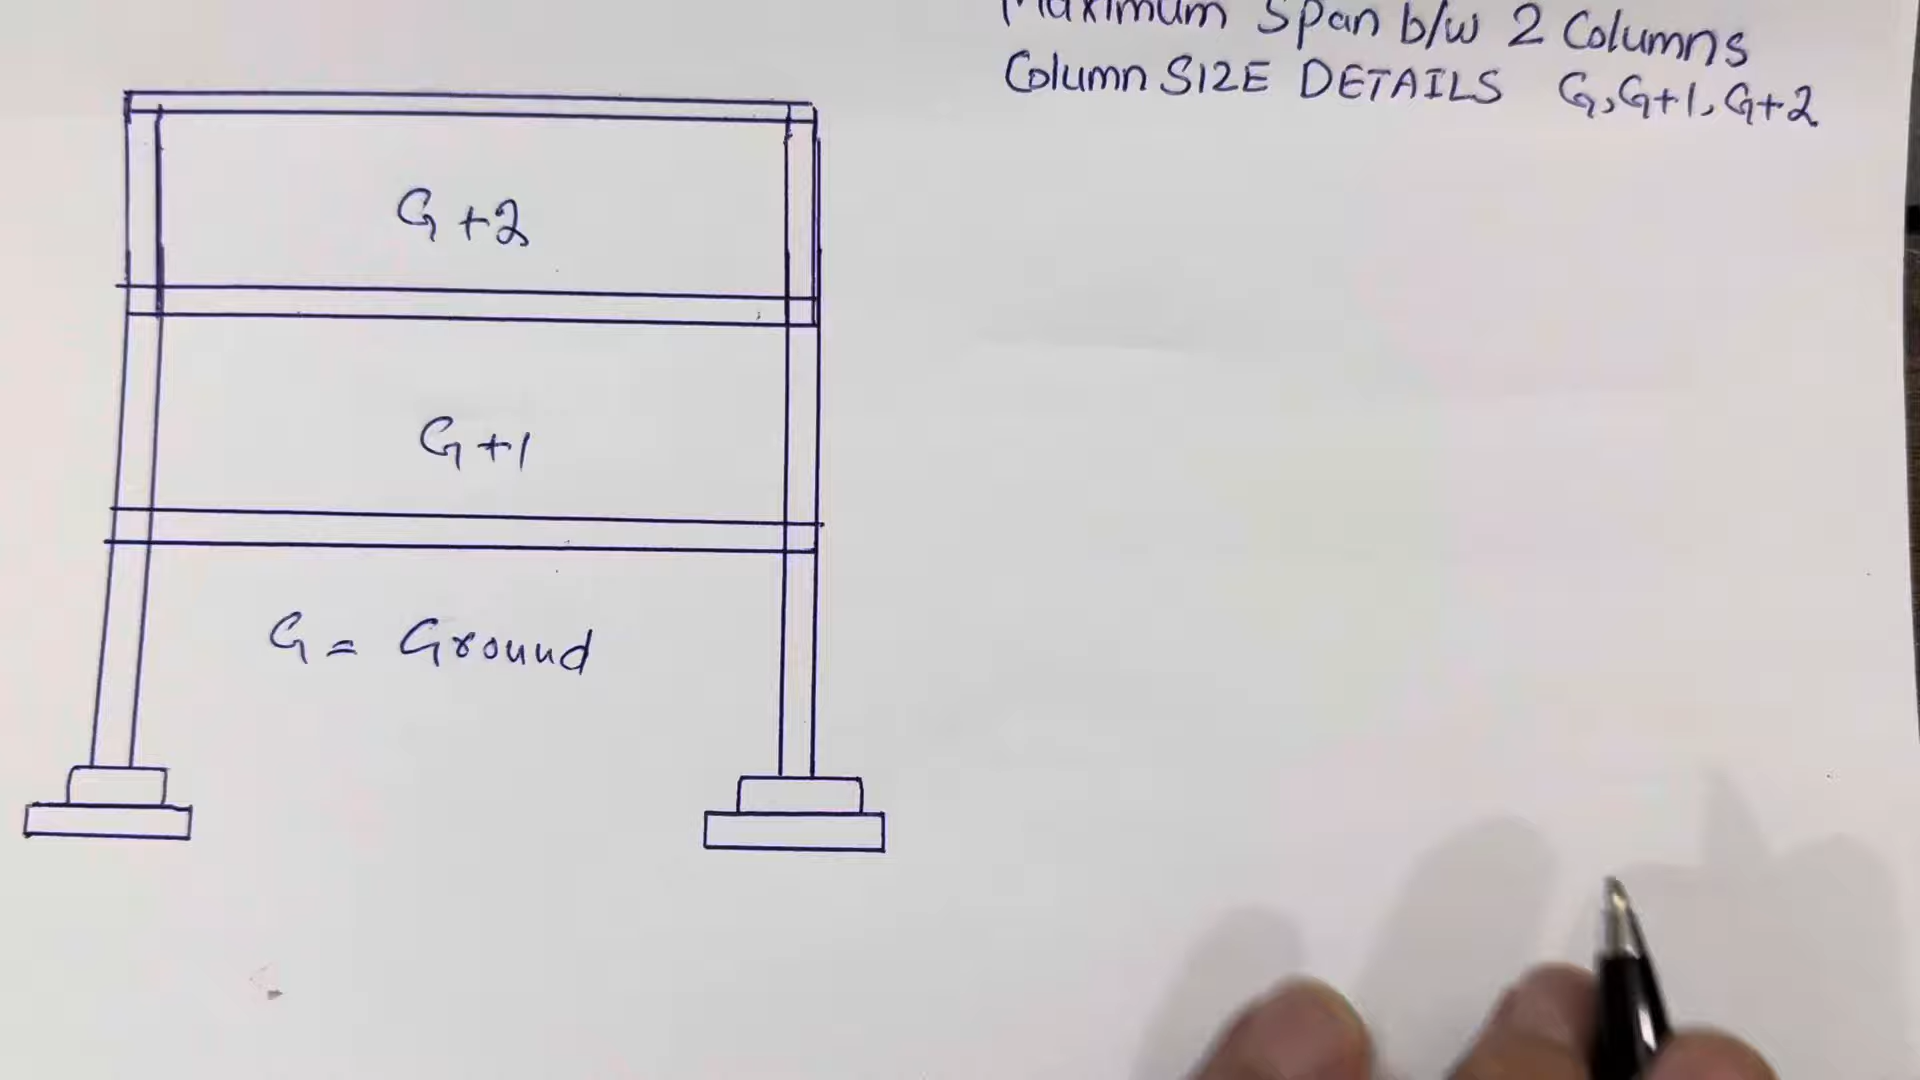 Maximum Span b/w 2 Columns
Column SIZE DETAILS G, G+1, G+2
G+2
G+1
G = Ground